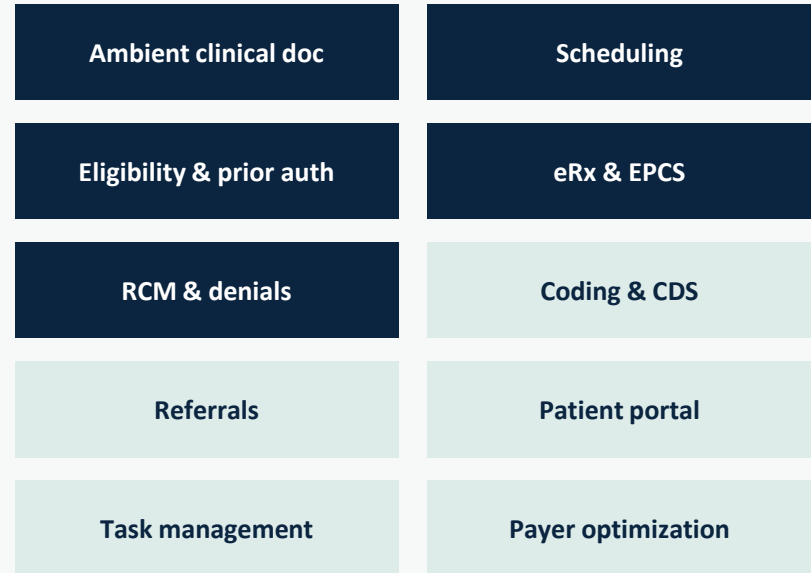 Ambient clinical doc
Scheduling
Eligibility & prior auth
eRx & EPCS
RCM & denials
Coding & CDS
Referrals
Patient portal
Task management
Payer optimization